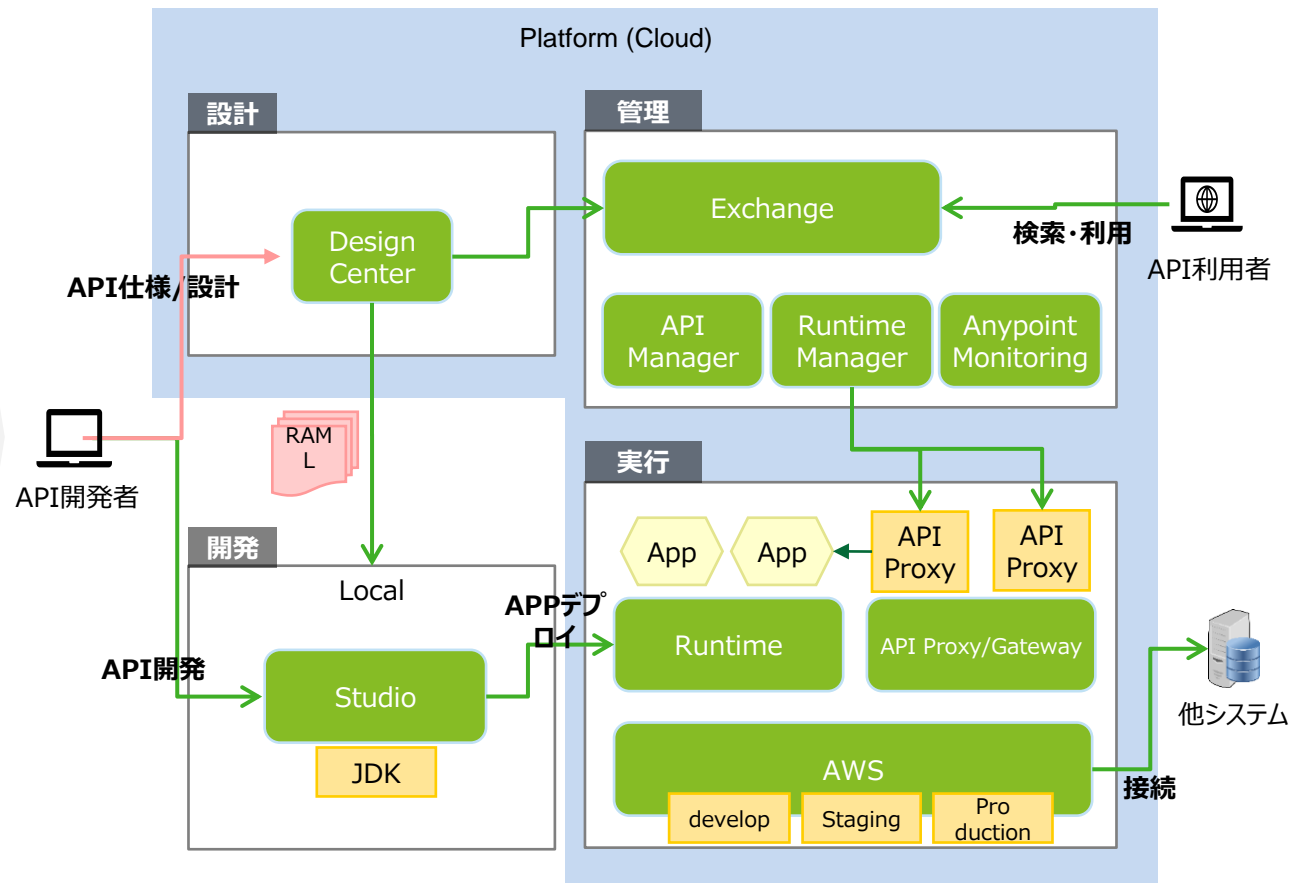 Platform (Cloud)
設計
管理
Exchange
Design
Center
検索・利用
API利用者
API仕様/設計
API
Manager
Runtime
Manager
Anypoint
Monitoring
RAM
L
API開発者
実行
App
App
API
Proxy
API
Proxy
開発
Local
APPデプ
ロイ
Runtime
API Proxy/Gateway
API開発
Studio
JDK
他システム
AWS
接続
develop
Staging
Pro
duction